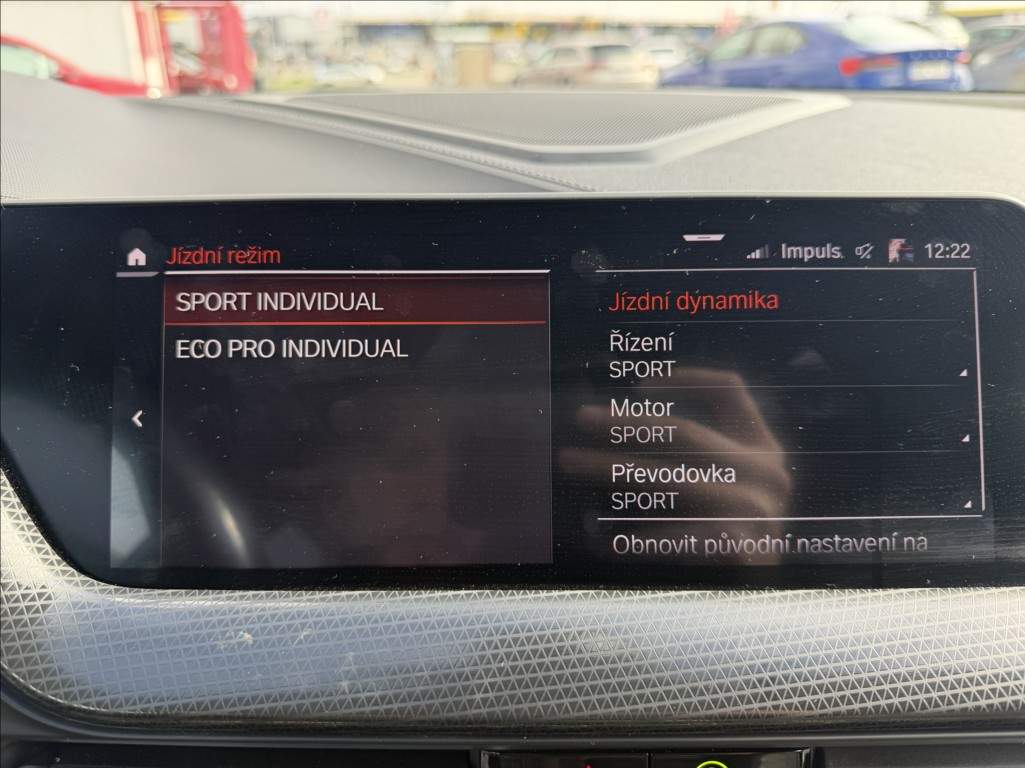 Jízdní režim
Impuls
12:22
SPORT INDIVIDUAL
ECO PRO INDIVIDUAL
Jízdní dynamika
Řízení
SPORT
Motor
SPORT
Převodovka
SPORT
Obnovit původní nastavení na